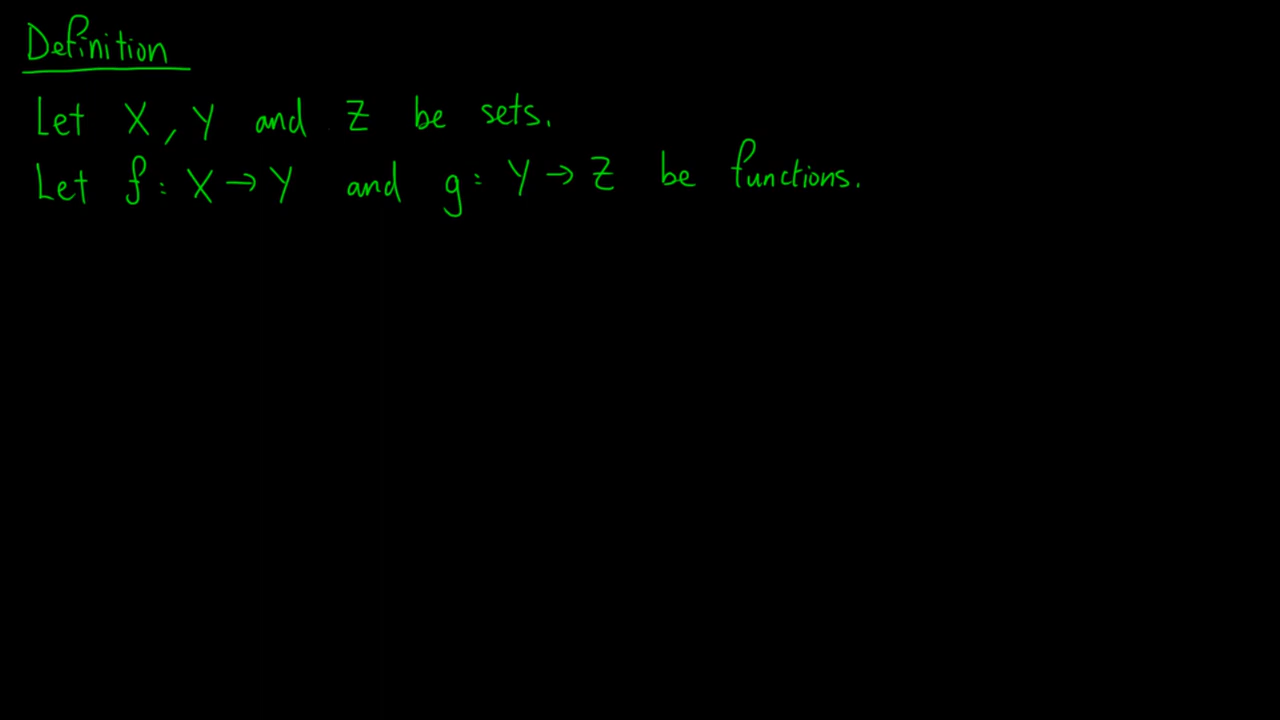 Definition
Let X, Y and Z be sets.
Let f: X → Y and g: Y → Z be functions.